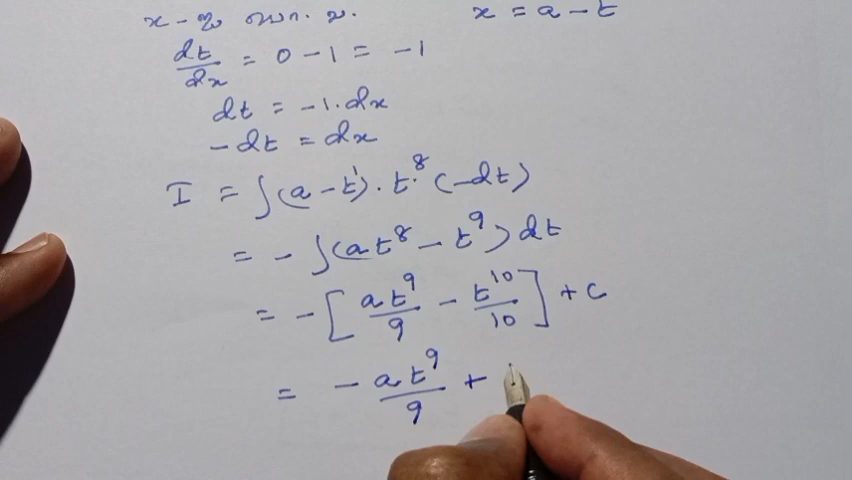 x - ஐ x = a - t
dt/dx = 0 - 1 = -1
dt = -1.dx
-dt = dx
I = ∫(a - t¹).t⁸(-dt)
= -∫(at⁸ - t⁹)dt
= -[at⁹/9 - t¹⁰/10] + c
= -at⁹/9 +